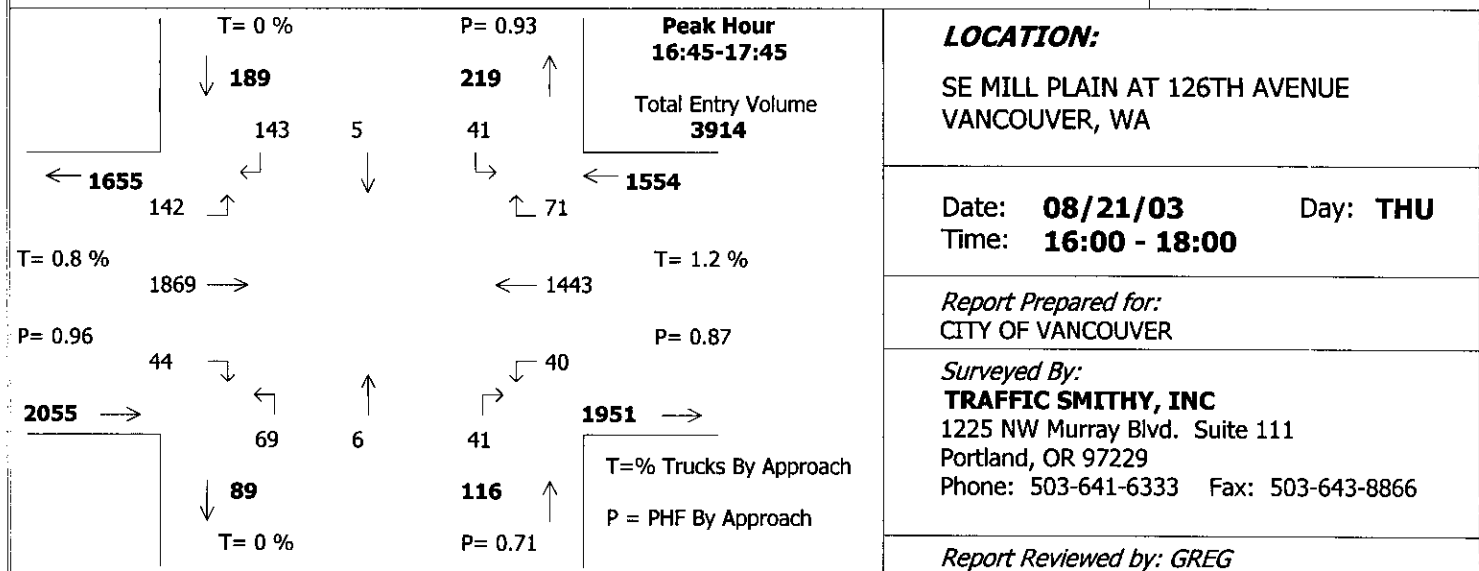 T= 0 %
P= 0.93
Peak Hour
16:45-17:45
189
219
Total Entry Volume
3914
143 5 41
1655
1554
142
71
T= 0.8 %
T= 1.2 %
1869
1443
P= 0.96
P= 0.87
44
40
2055
1951
69 6 41
T=% Trucks By Approach
89
116
P = PHF By Approach
T= 0 %
P= 0.71
LOCATION:
SE MILL PLAIN AT 126TH AVENUE
VANCOUVER, WA
Date: 08/21/03 Day: THU
Time: 16:00 - 18:00
Report Prepared for:
CITY OF VANCOUVER
Surveyed By:
TRAFFIC SMITHY, INC
1225 NW Murray Blvd. Suite 111
Portland, OR 97229
Phone: 503-641-6333 Fax: 503-643-8866
Report Reviewed by: GREG